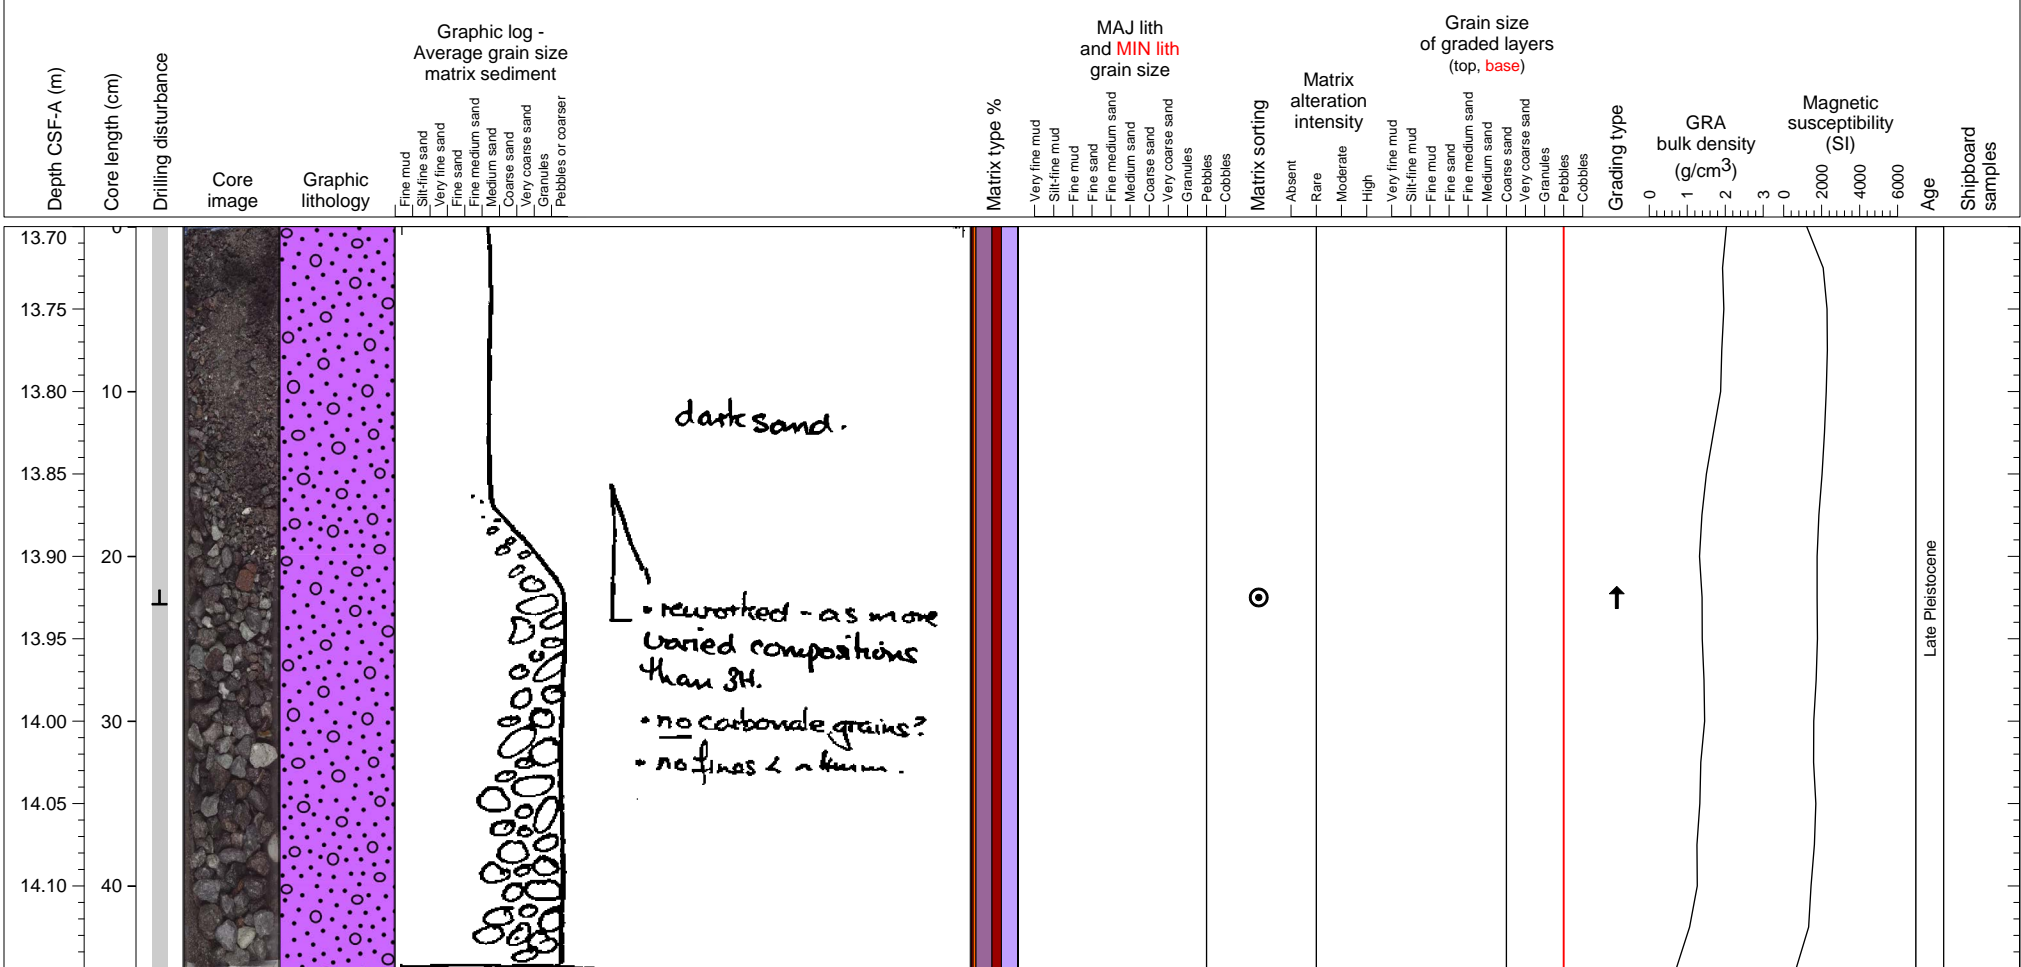 Depth CSF-A (m)
Core length (cm)
Drilling disturbance
Core
image
Graphic
lithology
Graphic log -
Average grain size
matrix sediment
Fine mud
Silt-fine sand
Very fine sand
Fine sand
Fine medium sand
Medium sand
Coarse sand
Very coarse sand
Granules
Pebbles or coarser
Matrix type %
MAJ lith
and MIN lith
grain size
Very fine mud
Silt-fine mud
Fine mud
Fine sand
Fine medium sand
Medium sand
Coarse sand
Very coarse sand
Granules
Pebbles
Cobbles
Matrix sorting
Matrix
alteration
intensity
Absent
Rare
Moderate
High
Grain size
of graded layers
(top, base)
Very fine mud
Silt-fine mud
Fine mud
Fine sand
Fine medium sand
Medium sand
Coarse sand
Very coarse sand
Granules
Pebbles
Cobbles
Grading type
GRA
bulk density
(g/cm3)
0 1 2 3
Magnetic
susceptibility
(SI)
0 2000 4000 6000
Age
Shipboard
samples
13.70 0
13.75
13.80 10
13.85
13.90 20
13.95
14.00 30
14.05
14.10 40
dark sand.
• reworked - as more
varied compositions
than 3H.
• no carbonate grains?
• no fines <
Late Pleistocene